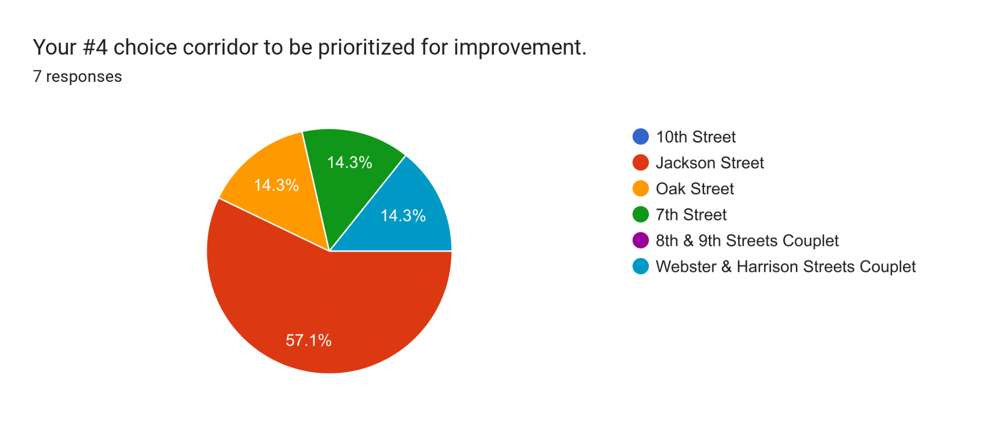 Your #4 choice corridor to be prioritized for improvement.
7 responses
14.3%
14.3%
14.3%
57.1%
10th Street
Jackson Street
Oak Street
7th Street
8th & 9th Streets Couplet
Webster & Harrison Streets Couplet